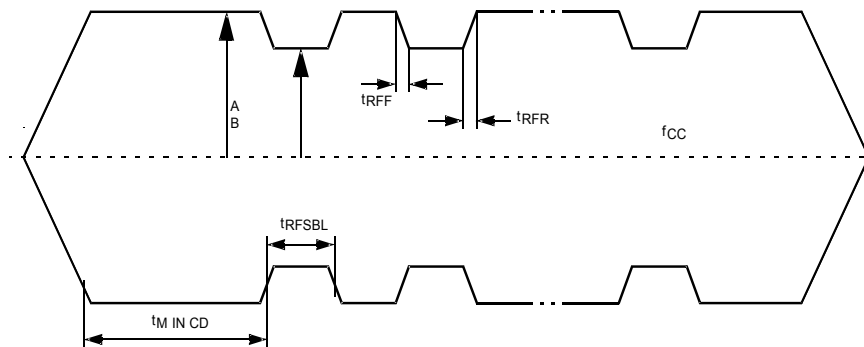 A
B
tRFF
tRFR
fCC
tRFSBL
tM IN CD